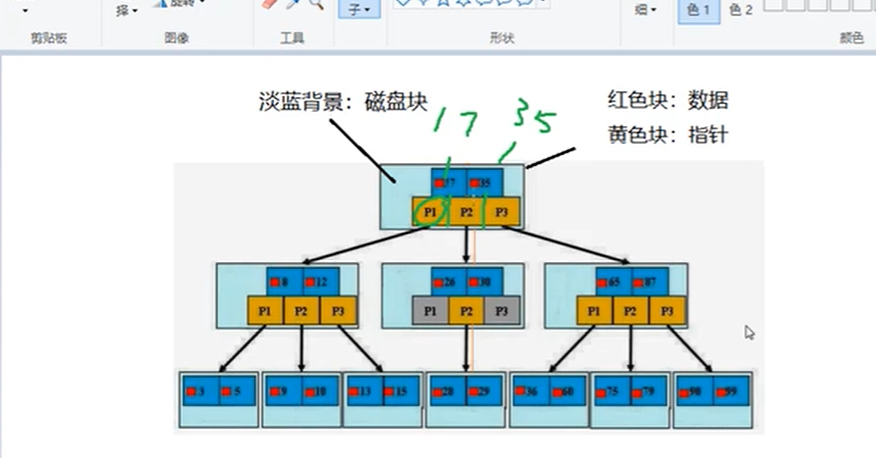 择 旋转 子 细 色 1 色 2
剪贴板 图像 工具 形状 颜色
淡蓝背景：磁盘块 红色块：数据
17 35
黄色块：指针
17 35
P1 P2 P3
8 12 26 30 65 87
P1 P2 P3 P1 P2 P3 P1 P2 P3
3 5 9 10 13 15 28 29 36 60 75 79 90 99